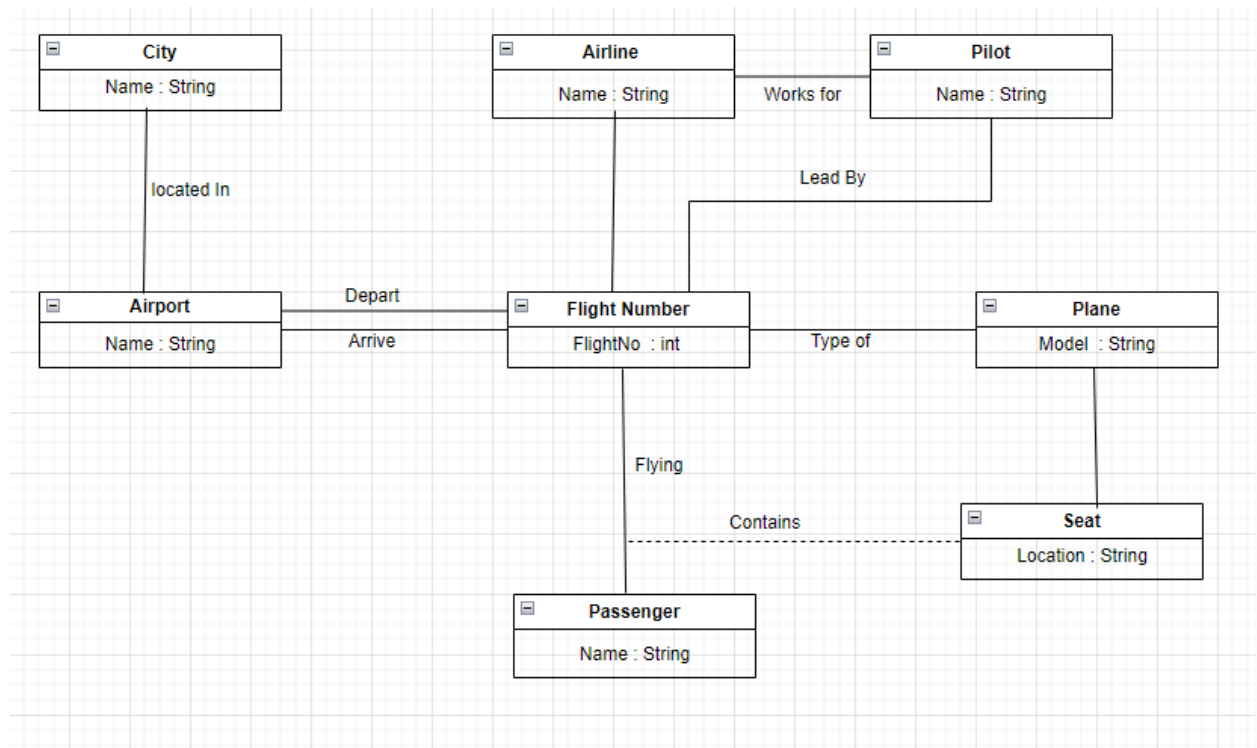 City
Name : String
Airline
Name : String
Pilot
Name : String
Works for
located In
Lead By
Airport
Name : String
Depart
Arrive
Flight Number
FlightNo : int
Type of
Plane
Model : String
Flying
Contains
Seat
Location : String
Passenger
Name : String